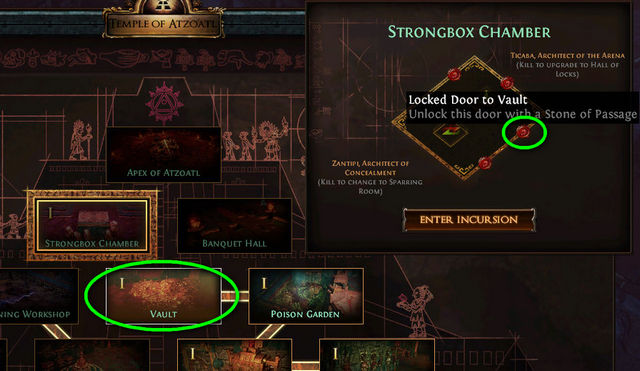 Temple of Atzoatl
Strongbox Chamber
Ticaba, Architect of the Arena
(Kill to upgrade to Hall of
Locks)
Locked Door to Vault
Unlock this door with a Stone of Passage
Zantipi, Architect of
Concealment
(Kill to change to Sparring
Room)
ENTER INCURSION
Apex of Atzoatl
I
Strongbox Chamber
Banquet Hall
I
I
ning Workshop
Vault
Poison Garden
I
I